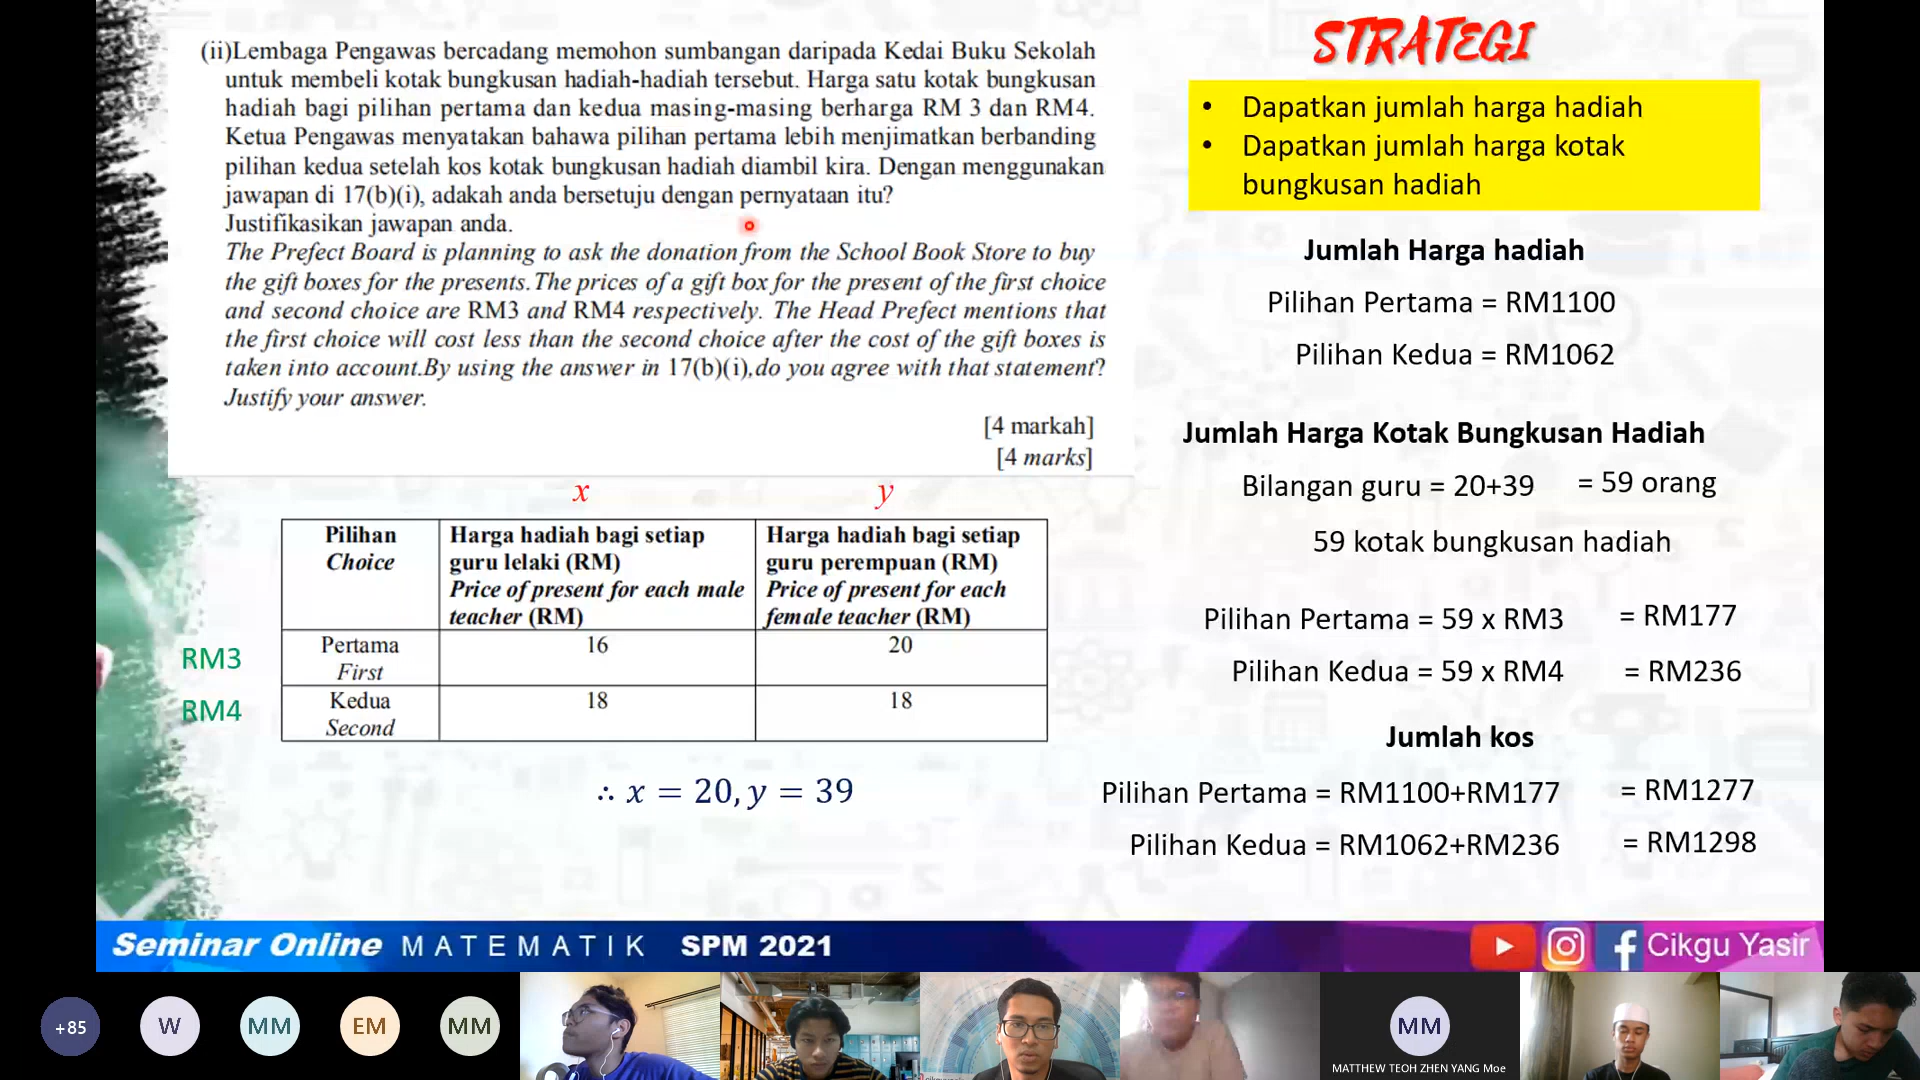 (ii)Lembaga Pengawas bercadang memohon sumbangan daripada Kedai Buku Sekolah
untuk membeli kotak bungkusan hadiah-hadiah tersebut. Harga satu kotak bungkusan
hadiah bagi pilihan pertama dan kedua masing-masing berharga RM 3 dan RM4.
Ketua Pengawas menyatakan bahawa pilihan pertama lebih menjimatkan berbanding
pilihan kedua setelah kos kotak bungkusan hadiah diambil kira. Dengan menggunakan
jawapan di 17(b)(i), adakah anda bersetuju dengan pernyataan itu?
Justifikasikan jawapan anda.
The Prefect Board is planning to ask the donation from the School Book Store to buy
the gift boxes for the presents.The prices of a gift box for the present of the first choice
and second choice are RM3 and RM4 respectively. The Head Prefect mentions that
the first choice will cost less than the second choice after the cost of the gift boxes is
taken into account.By using the answer in 17(b)(i),do you agree with that statement?
Justify your answer.
[4 markah]
[4 marks]
x y
Pilihan
Choice
Harga hadiah bagi setiap
guru lelaki (RM)
Price of present for each male
teacher (RM)
Harga hadiah bagi setiap
guru perempuan (RM)
Price of present for each
female teacher (RM)
RM3
Pertama
First
16
20
RM4
Kedua
Second
18
18
∴ x = 20, y = 39
STRATEGI
• Dapatkan jumlah harga hadiah
• Dapatkan jumlah harga kotak
bungkusan hadiah
Jumlah Harga hadiah
Pilihan Pertama = RM1100
Pilihan Kedua = RM1062
Jumlah Harga Kotak Bungkusan Hadiah
Bilangan guru = 20+39 = 59 orang
59 kotak bungkusan hadiah
Pilihan Pertama = 59 x RM3 = RM177
Pilihan Kedua = 59 x RM4 = RM236
Jumlah kos
Pilihan Pertama = RM1100+RM177 = RM1277
Pilihan Kedua = RM1062+RM236 = RM1298
Seminar Online MATEMATIK SPM 2021
Cikgu Yasir
+85
W
MM
EM
MM
MM
MATTHEW TEOH ZHEN YANG Moe